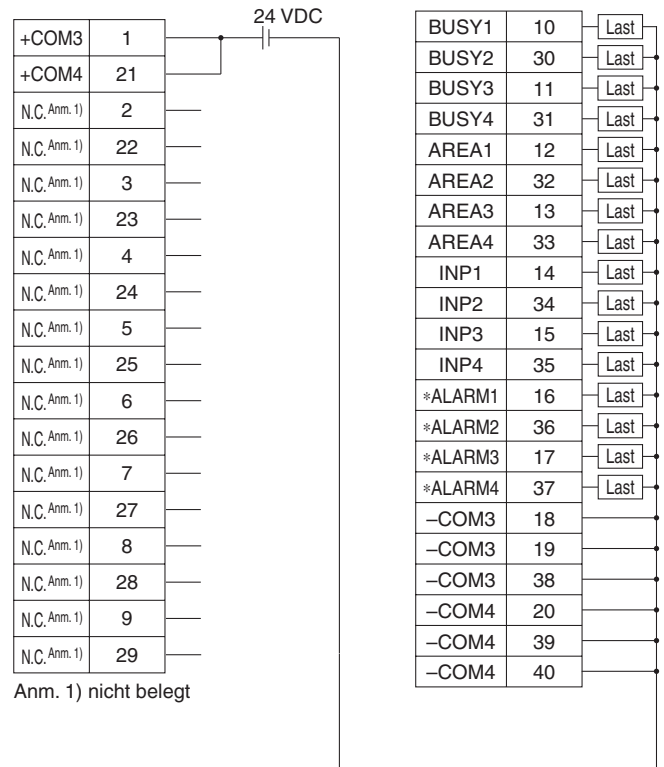 24 VDC
+COM3 1
+COM4 21
N.C. Anm. 1) 2
N.C. Anm. 1) 22
N.C. Anm. 1) 3
N.C. Anm. 1) 23
N.C. Anm. 1) 4
N.C. Anm. 1) 24
N.C. Anm. 1) 5
N.C. Anm. 1) 25
N.C. Anm. 1) 6
N.C. Anm. 1) 26
N.C. Anm. 1) 7
N.C. Anm. 1) 27
N.C. Anm. 1) 8
N.C. Anm. 1) 28
N.C. Anm. 1) 9
N.C. Anm. 1) 29
Anm. 1) nicht belegt
BUSY1 10 Last
BUSY2 30 Last
BUSY3 11 Last
BUSY4 31 Last
AREA1 12 Last
AREA2 32 Last
AREA3 13 Last
AREA4 33 Last
INP1 14 Last
INP2 34 Last
INP3 15 Last
INP4 35 Last
*ALARM1 16 Last
*ALARM2 36 Last
*ALARM3 17 Last
*ALARM4 37 Last
–COM3 18
–COM3 19
–COM3 38
–COM4 20
–COM4 39
–COM4 40